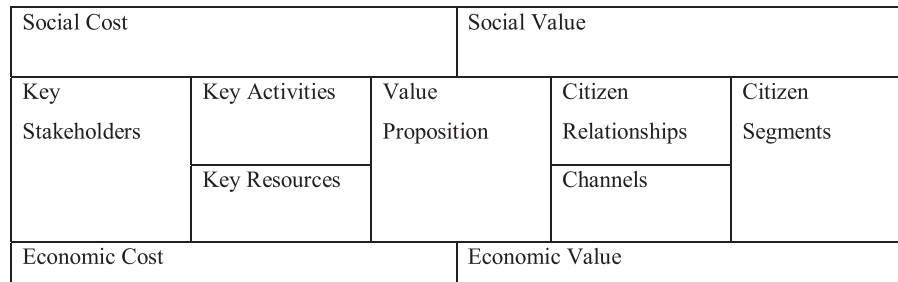 Social Cost
Social Value
Key
Stakeholders
Key Activities
Key Resources
Value
Proposition
Citizen
Relationships
Channels
Citizen
Segments
Economic Cost
Economic Value